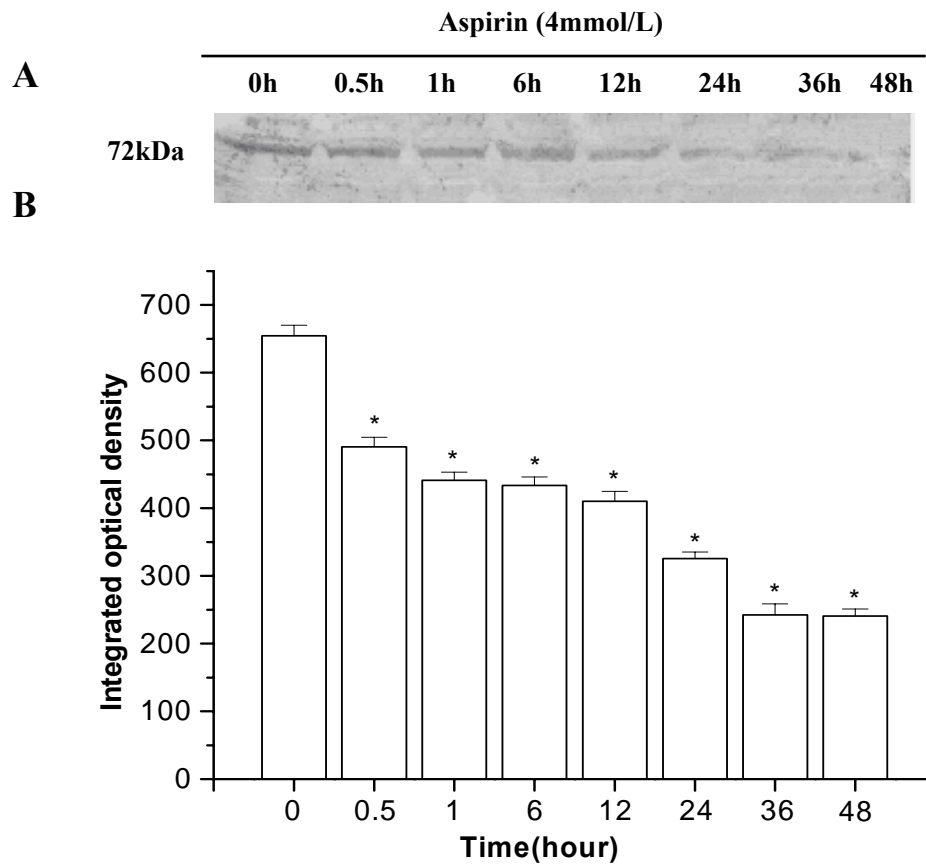 Aspirin (4mmol/L)
A
0h 0.5h 1h 6h 12h 24h 36h 48h
72kDa
B
Integrated optical density
700
600
500
400
300
200
100
0
* * * * * * *
0 0.5 1 6 12 24 36 48
Time(hour)